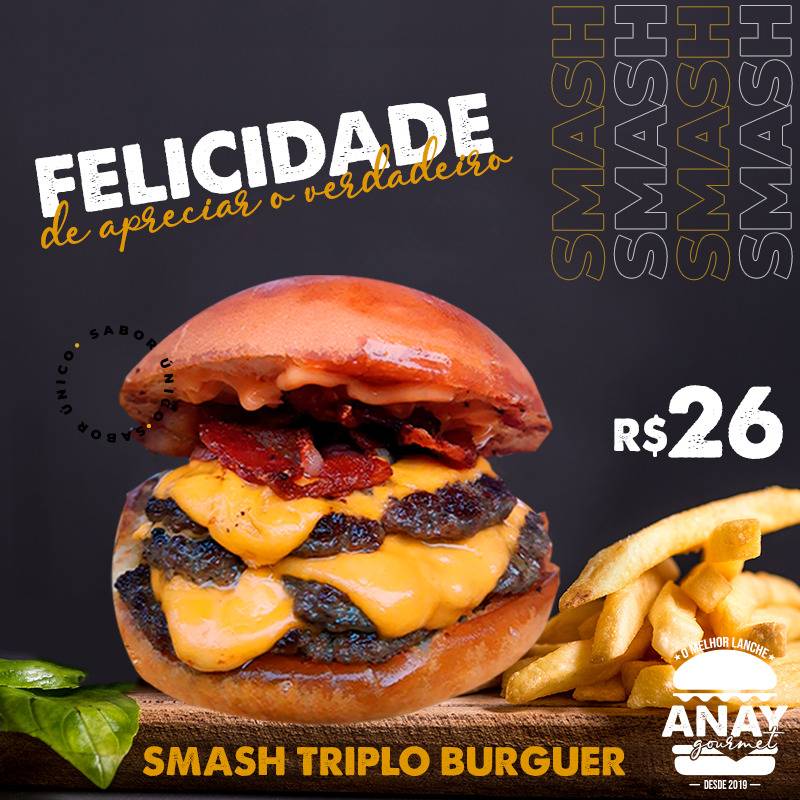 SMASH
SMASH
SMASH
SMASH
FELICIDADE
de apreciar o verdadeiro
SABOR ÚNICO. SABOR ÚNICO.
R$26
★ O MELHOR LANCHE ★
ANAY
gourmet
DESDE 2019
SMASH TRIPLO BURGUER